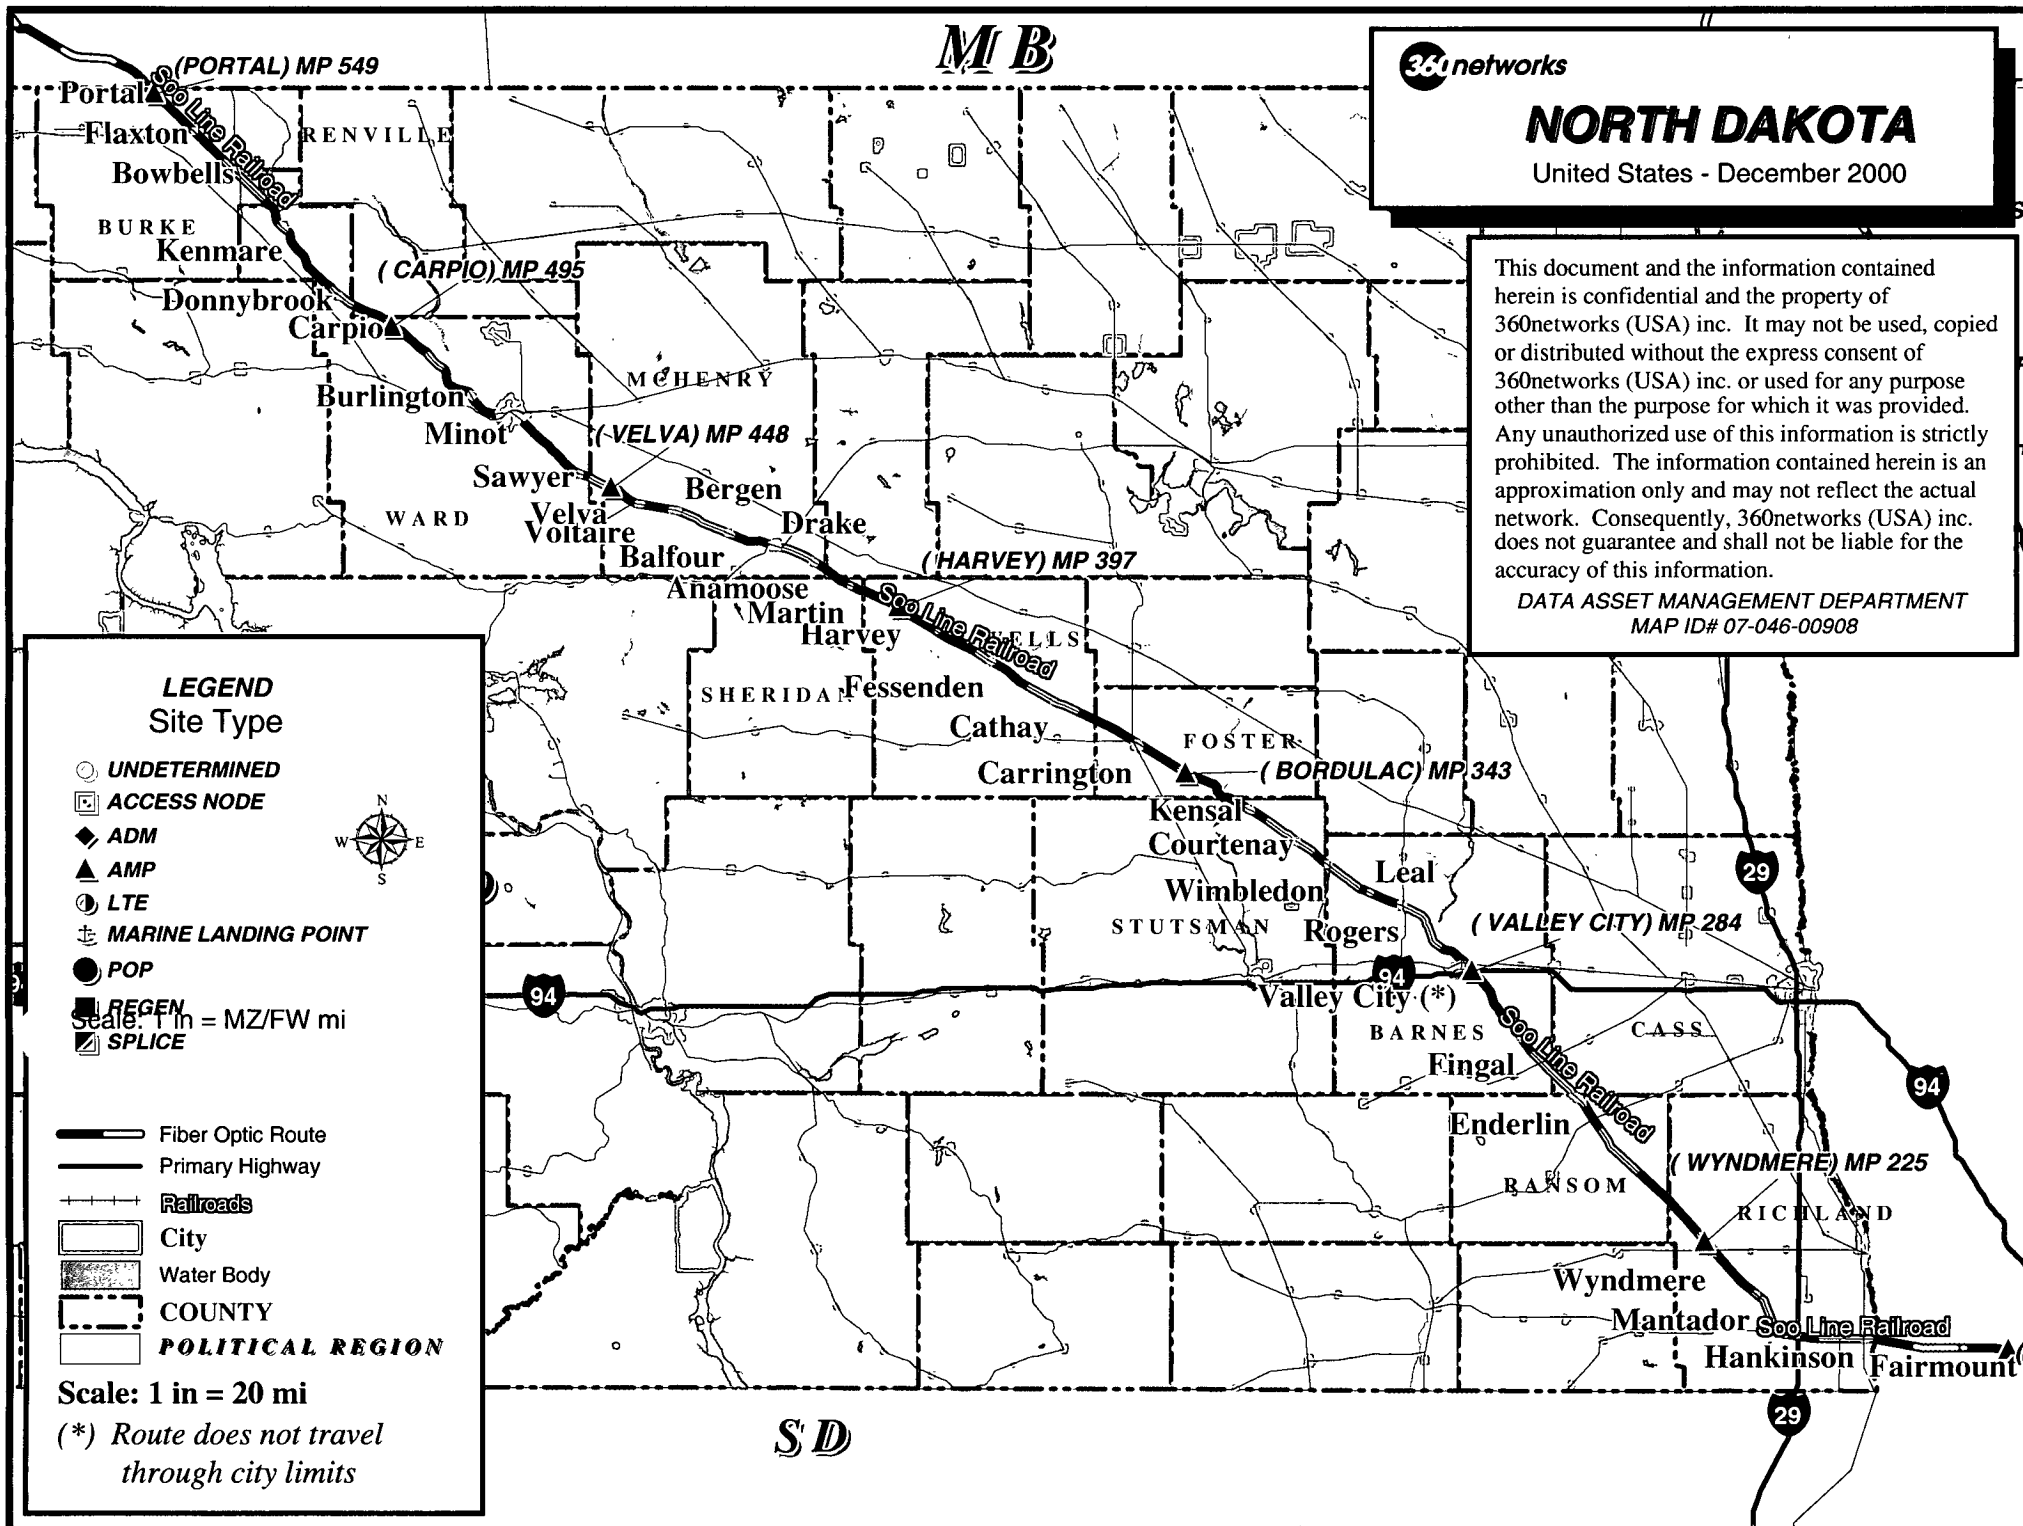 M B
360networks
NORTH DAKOTA
United States - December 2000
This document and the information contained
herein is confidential and the property of
360networks (USA) inc.  It may not be used, copied
or distributed without the express consent of
360networks (USA) inc. or used for any purpose
other than the purpose for which it was provided.
Any unauthorized use of this information is strictly
prohibited.  The information contained herein is an
approximation only and may not reflect the actual
network.  Consequently, 360networks (USA) inc.
does not guarantee and shall not be liable for the
accuracy of this information.
DATA ASSET MANAGEMENT DEPARTMENT
MAP ID# 07-046-00908
(PORTAL) MP 549
Portal
Soo Line Railroad
Flaxton
RENVILLE
Bowbells
BURKE
Kenmare
( CARPIO) MP 495
Donnybrook
Carpio
MCHENRY
Burlington
Minot
( VELVA) MP 448
Sawyer
Bergen
WARD
Velva
Voltaire
Drake
Balfour
( HARVEY) MP 397
Anamoose
Martin
Soo Line Railroad
Harvey
WELLS
SHERIDAN
Fessenden
Cathay
FOSTER
Carrington
( BORDULAC) MP 343
Kensal
Courtenay
Leal
Wimbledon
29
STUTSMAN
Rogers
( VALLEY CITY) MP 284
94
94
Valley City (*)
BARNES
Soo Line Railroad
CASS
Fingal
94
Enderlin
( WYNDMERE) MP 225
RANSOM
RICHLAND
Wyndmere
Mantador
Soo Line Railroad
Hankinson
Fairmount
29
S D
LEGEND
Site Type
UNDETERMINED
ACCESS NODE
ADM
AMP
LTE
MARINE LANDING POINT
POP
REGEN
Scale: 1 in = MZ/FW mi
SPLICE
N
W
E
S
Fiber Optic Route
Primary Highway
Railroads
City
Water Body
COUNTY
POLITICAL REGION
Scale: 1 in = 20 mi
(*)  Route does not travel
through city limits